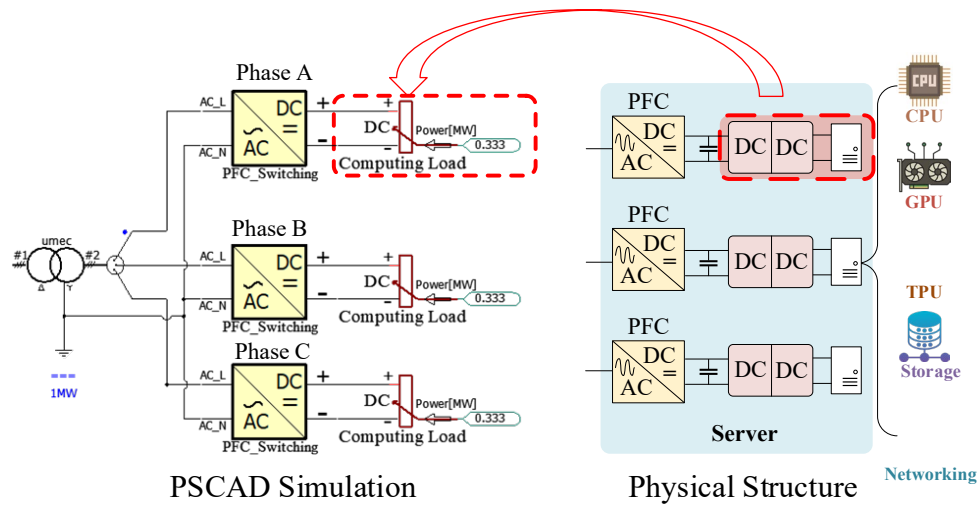 Phase A
AC_L
AC_N
DC
AC
PFC_Switching
+
-
+
-
DC
Power[MW]
0.333
Computing Load
umec
#1
#2
Δ
Y
1MW
Phase B
AC_L
AC_N
DC
AC
PFC_Switching
+
-
+
-
DC
Power[MW]
0.333
Computing Load
Phase C
AC_L
AC_N
DC
AC
PFC_Switching
+
-
+
-
DC
Power[MW]
0.333
Computing Load
PSCAD Simulation
PFC
DC
AC
DC DC
PFC
DC
AC
DC DC
PFC
DC
AC
DC DC
Server
Physical Structure
CPU
CPU
GPU
TPU
Storage
Networking